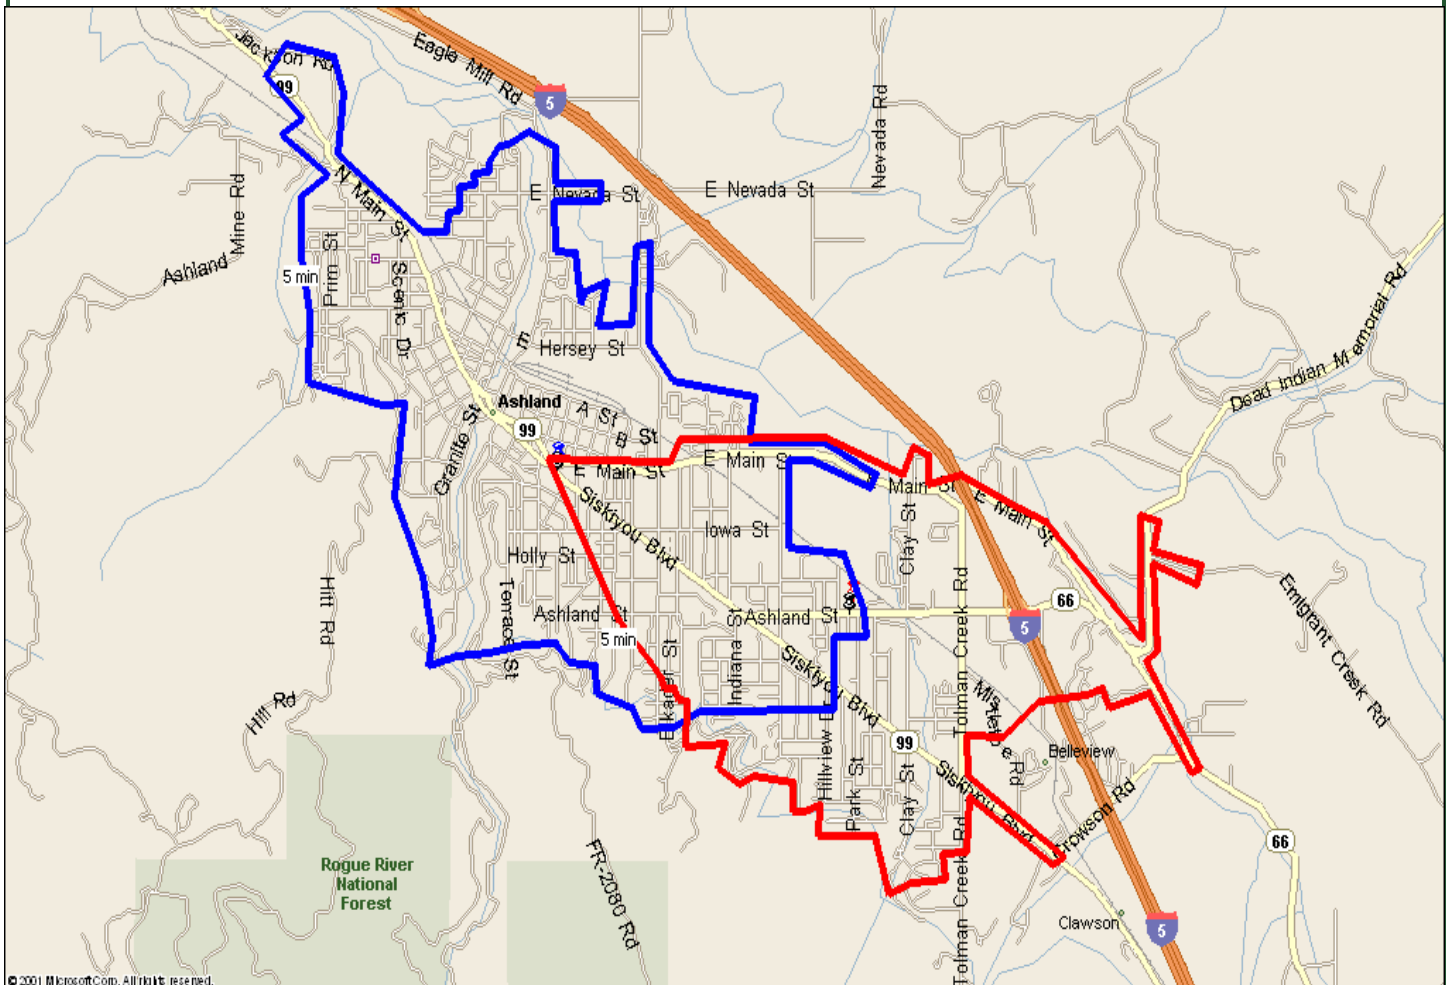 Jackson Rd
99
Eagle Mill Rd
5
Nevada Rd
E Nevada St
E Nevada St
N Main St
Ashland Mine Rd
Prim St
Scenic Dr
5 min
E Hersey St
Dead Indian Memorial Rd
Ashland
A St
B St
99
Granite St
E Main St
E Main St
Main St
E Main St
Siskiyou Blvd
Iowa St
Clay St
Holly St
Hitt Rd
Terrace St
Ashland St
5 min
Ashland St
66
5
Tolman Creek Rd
Emigrant Creek Rd
Indiana St
Elkader St
Siskiyou Blvd
Hill Rd
Hillview Dr
Park St
Clay St
99
Belleview
Siskiyou Blvd
Crowson Rd
66
Tolman Creek Rd
FR-2080 Rd
Rogue River
National
Forest
Clawson
5
© 2001 Microsoft Corp. All rights reserved.